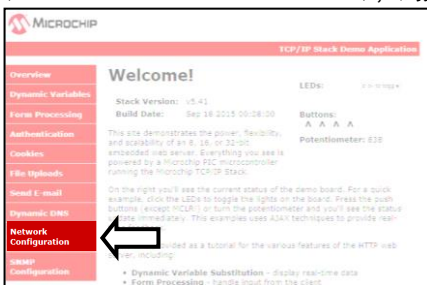 MICROCHIP
TCP/IP Stack Demo Application
Overview
Dynamic Variables
Form Processing
Authentication
Cookies
File Uploads
Send E-mail
Dynamic DNS
Network
Configuration
SNMP
Configuration
Welcome!
Stack Version: v5.41
Build Date: Sep 16 2015 00:28:00
This site demonstrates the power, flexibility,
and scalability of an 8, 16, or 32-bit
embedded web server. Everything you see is
powered by a Microchip PIC microcontroller
running the Microchip TCP/IP Stack.
LEDs:
Buttons:
Λ Λ Λ Λ
Potentiometer: 638
On the right you'll see the current status of the demo board. For a quick
example, click the LEDs to toggle the lights on the board. Press the push
buttons (except MCLR!) or turn the potentiometer and you'll see the status
update immediately. This examples uses AJAX techniques to provide real-
provided as a tutorial for the various features of the HTTP web
server, including:
• Dynamic Variable Substitution - display real-time data
• Form Processing - handle input from the client